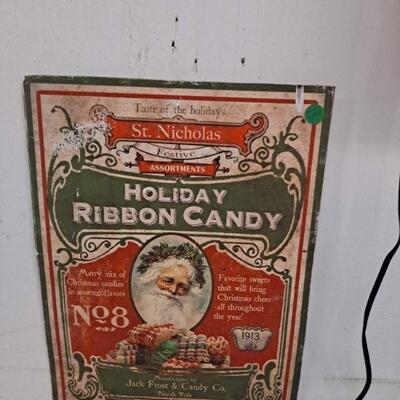 Taste of the holidays
St. Nicholas
Festive
ASSORTMENTS
HOLIDAY
RIBBON CANDY
Merry mix of
Christmas candies
in assorted flavors
No8
Favorite sweets
that will bring
Christmas cheer
all throughout
the year!
1913
Manufactured by
Jack Frost & Candy Co.
North Pole